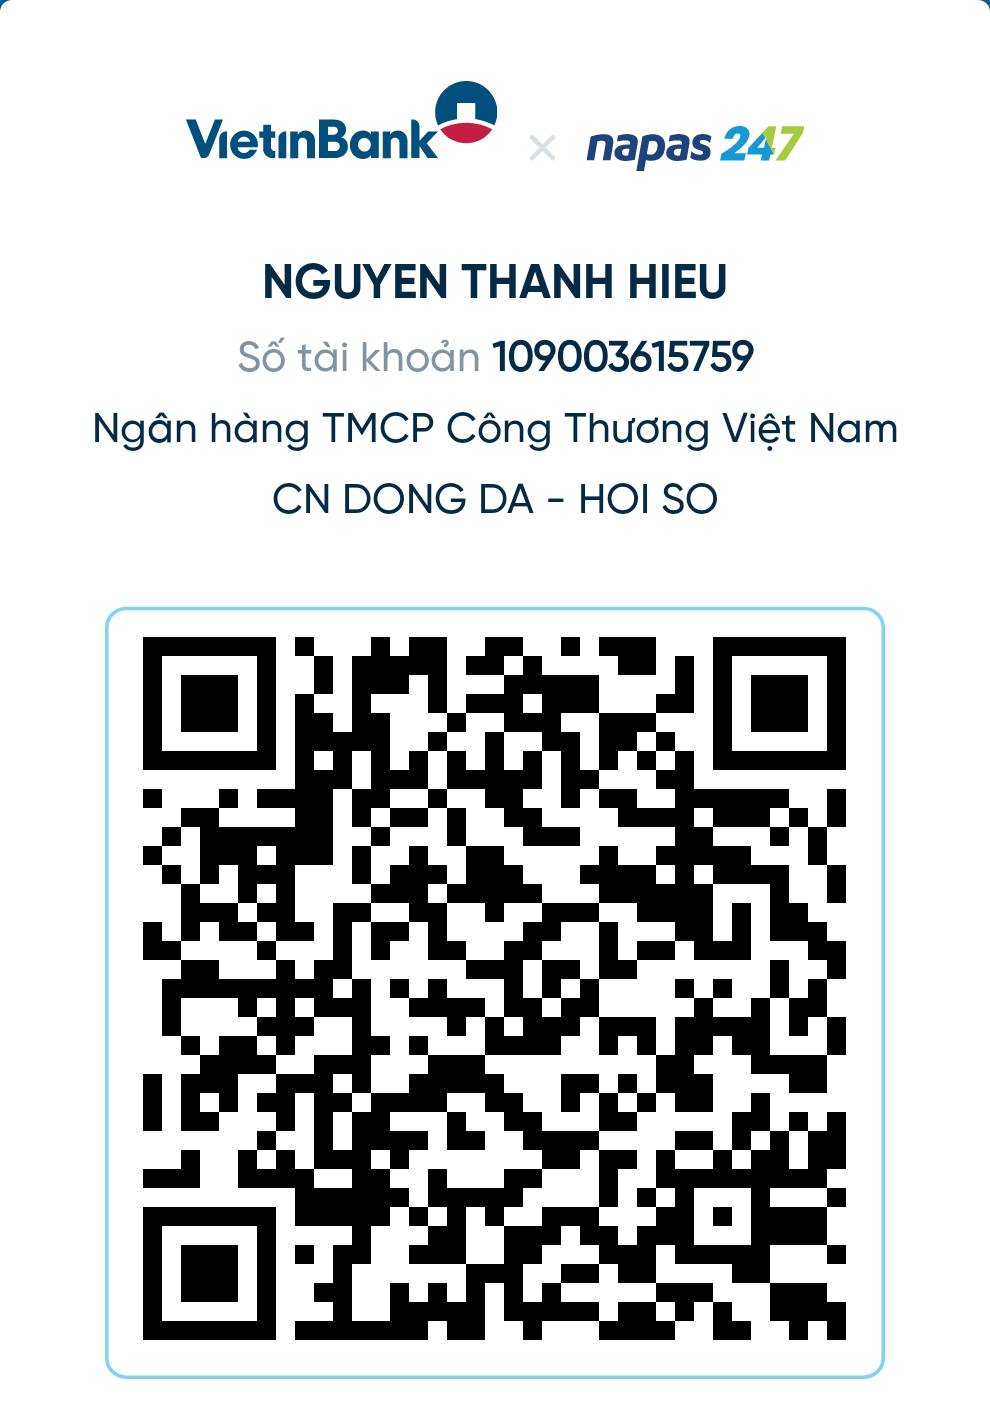 VietinBank × napas 247
NGUYEN THANH HIEU
Số tài khoản 109003615759
Ngân hàng TMCP Công Thương Việt Nam
CN DONG DA - HOI SO